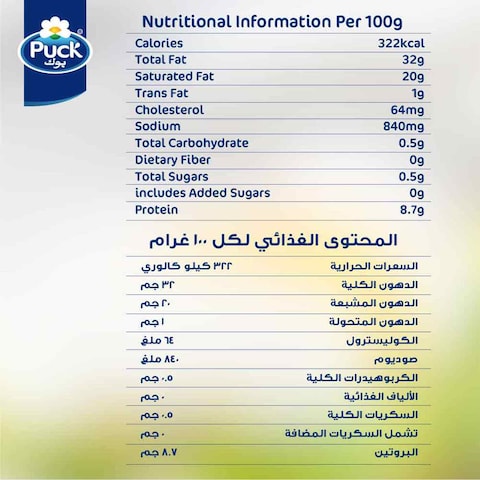 Puck
بوك
Nutritional Information Per 100g
Calories 322kcal
Total Fat 32g
Saturated Fat 20g
Trans Fat 1g
Cholesterol 64mg
Sodium 840mg
Total Carbohydrate 0.5g
Dietary Fiber 0g
Total Sugars 0.5g
includes Added Sugars 0g
Protein 8.7g
المحتوى الغذائي لكل ١٠٠ غرام
السعرات الحرارية ٣٢٢ كيلو كالوري
الدهون الكلية ٣٢ جم
الدهون المشبعة ٢٠ جم
الدهون المتحولة ١ جم
الكوليسترول ٦٤ ملغ
صوديوم ٨٤٠ ملغ
الكربوهيدرات الكلية ٠.٥ جم
الألياف الغذائية ٠ جم
السكريات الكلية ٠.٥ جم
تشمل السكريات المضافة ٠ جم
البروتين ٨.٧ جم